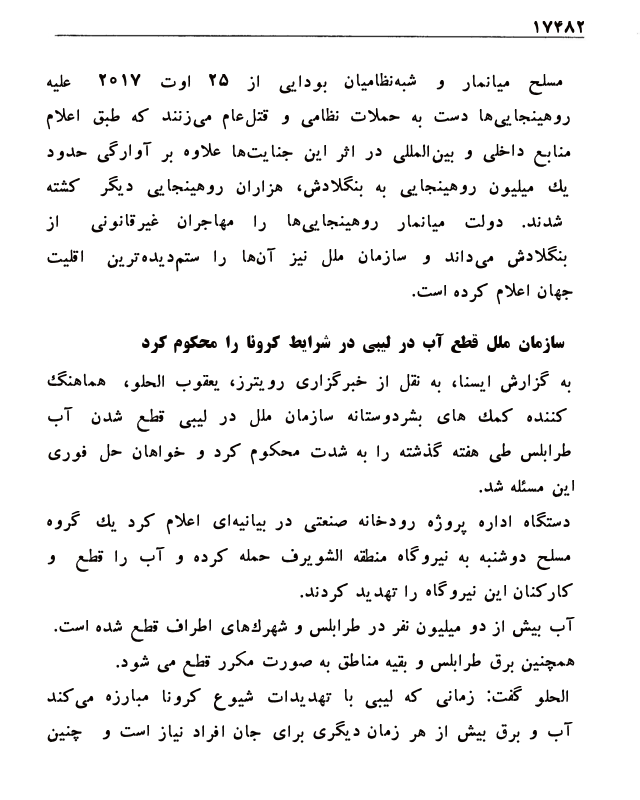 ۱۷۴۸۲
مسلح میانمار و شبه‌نظامیان بودایی از ۲۵ اوت ۲۰۱۷ علیه
روهینجایی‌ها دست به حملات نظامی و قتل‌عام می‌زنند که طبق اعلام
منابع داخلی و بین‌المللی در اثر این جنایت‌ها علاوه بر آوارگی حدود
یك میلیون روهینجایی به بنگلادش، هزاران روهینجایی دیگر کشته
شدند. دولت میانمار روهینجایی‌ها را مهاجران غیرقانونی از
بنگلادش می‌داند و سازمان ملل نیز آن‌ها را ستم‌دیده‌ترین اقلیت
جهان اعلام کرده است.
سازمان ملل قطع آب در لیبی در شرایط کرونا را محکوم کرد
به گزارش ایسنا، به نقل از خبرگزاری رویترز، یعقوب الحلو، هماهنگ
کننده کمك های بشردوستانه سازمان ملل در لیبی قطع شدن آب
طرابلس طی هفته گذشته را به شدت محکوم کرد و خواهان حل فوری
این مسئله شد.
دستگاه اداره پروژه رودخانه صنعتی در بیانیه‌ای اعلام کرد یك گروه
مسلح دوشنبه به نیروگاه منطقه الشویرف حمله کرده و آب را قطع و
کارکنان این نیروگاه را تهدید کردند.
آب بیش از دو میلیون نفر در طرابلس و شهرك‌های اطراف قطع شده است.
همچنین برق طرابلس و بقیه مناطق به صورت مکرر قطع می شود.
الحلو گفت: زمانی که لیبی با تهدیدات شیوع کرونا مبارزه می‌کند
آب و برق بیش از هر زمان دیگری برای جان افراد نیاز است و چنین